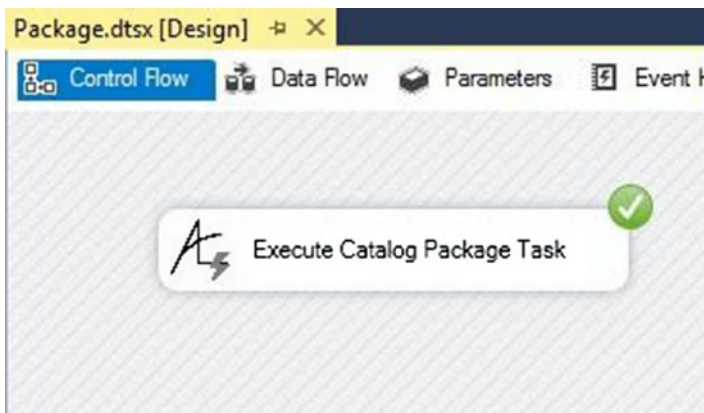 Package.dtsx [Design]
Control Flow Data Flow Parameters Event
Execute Catalog Package Task